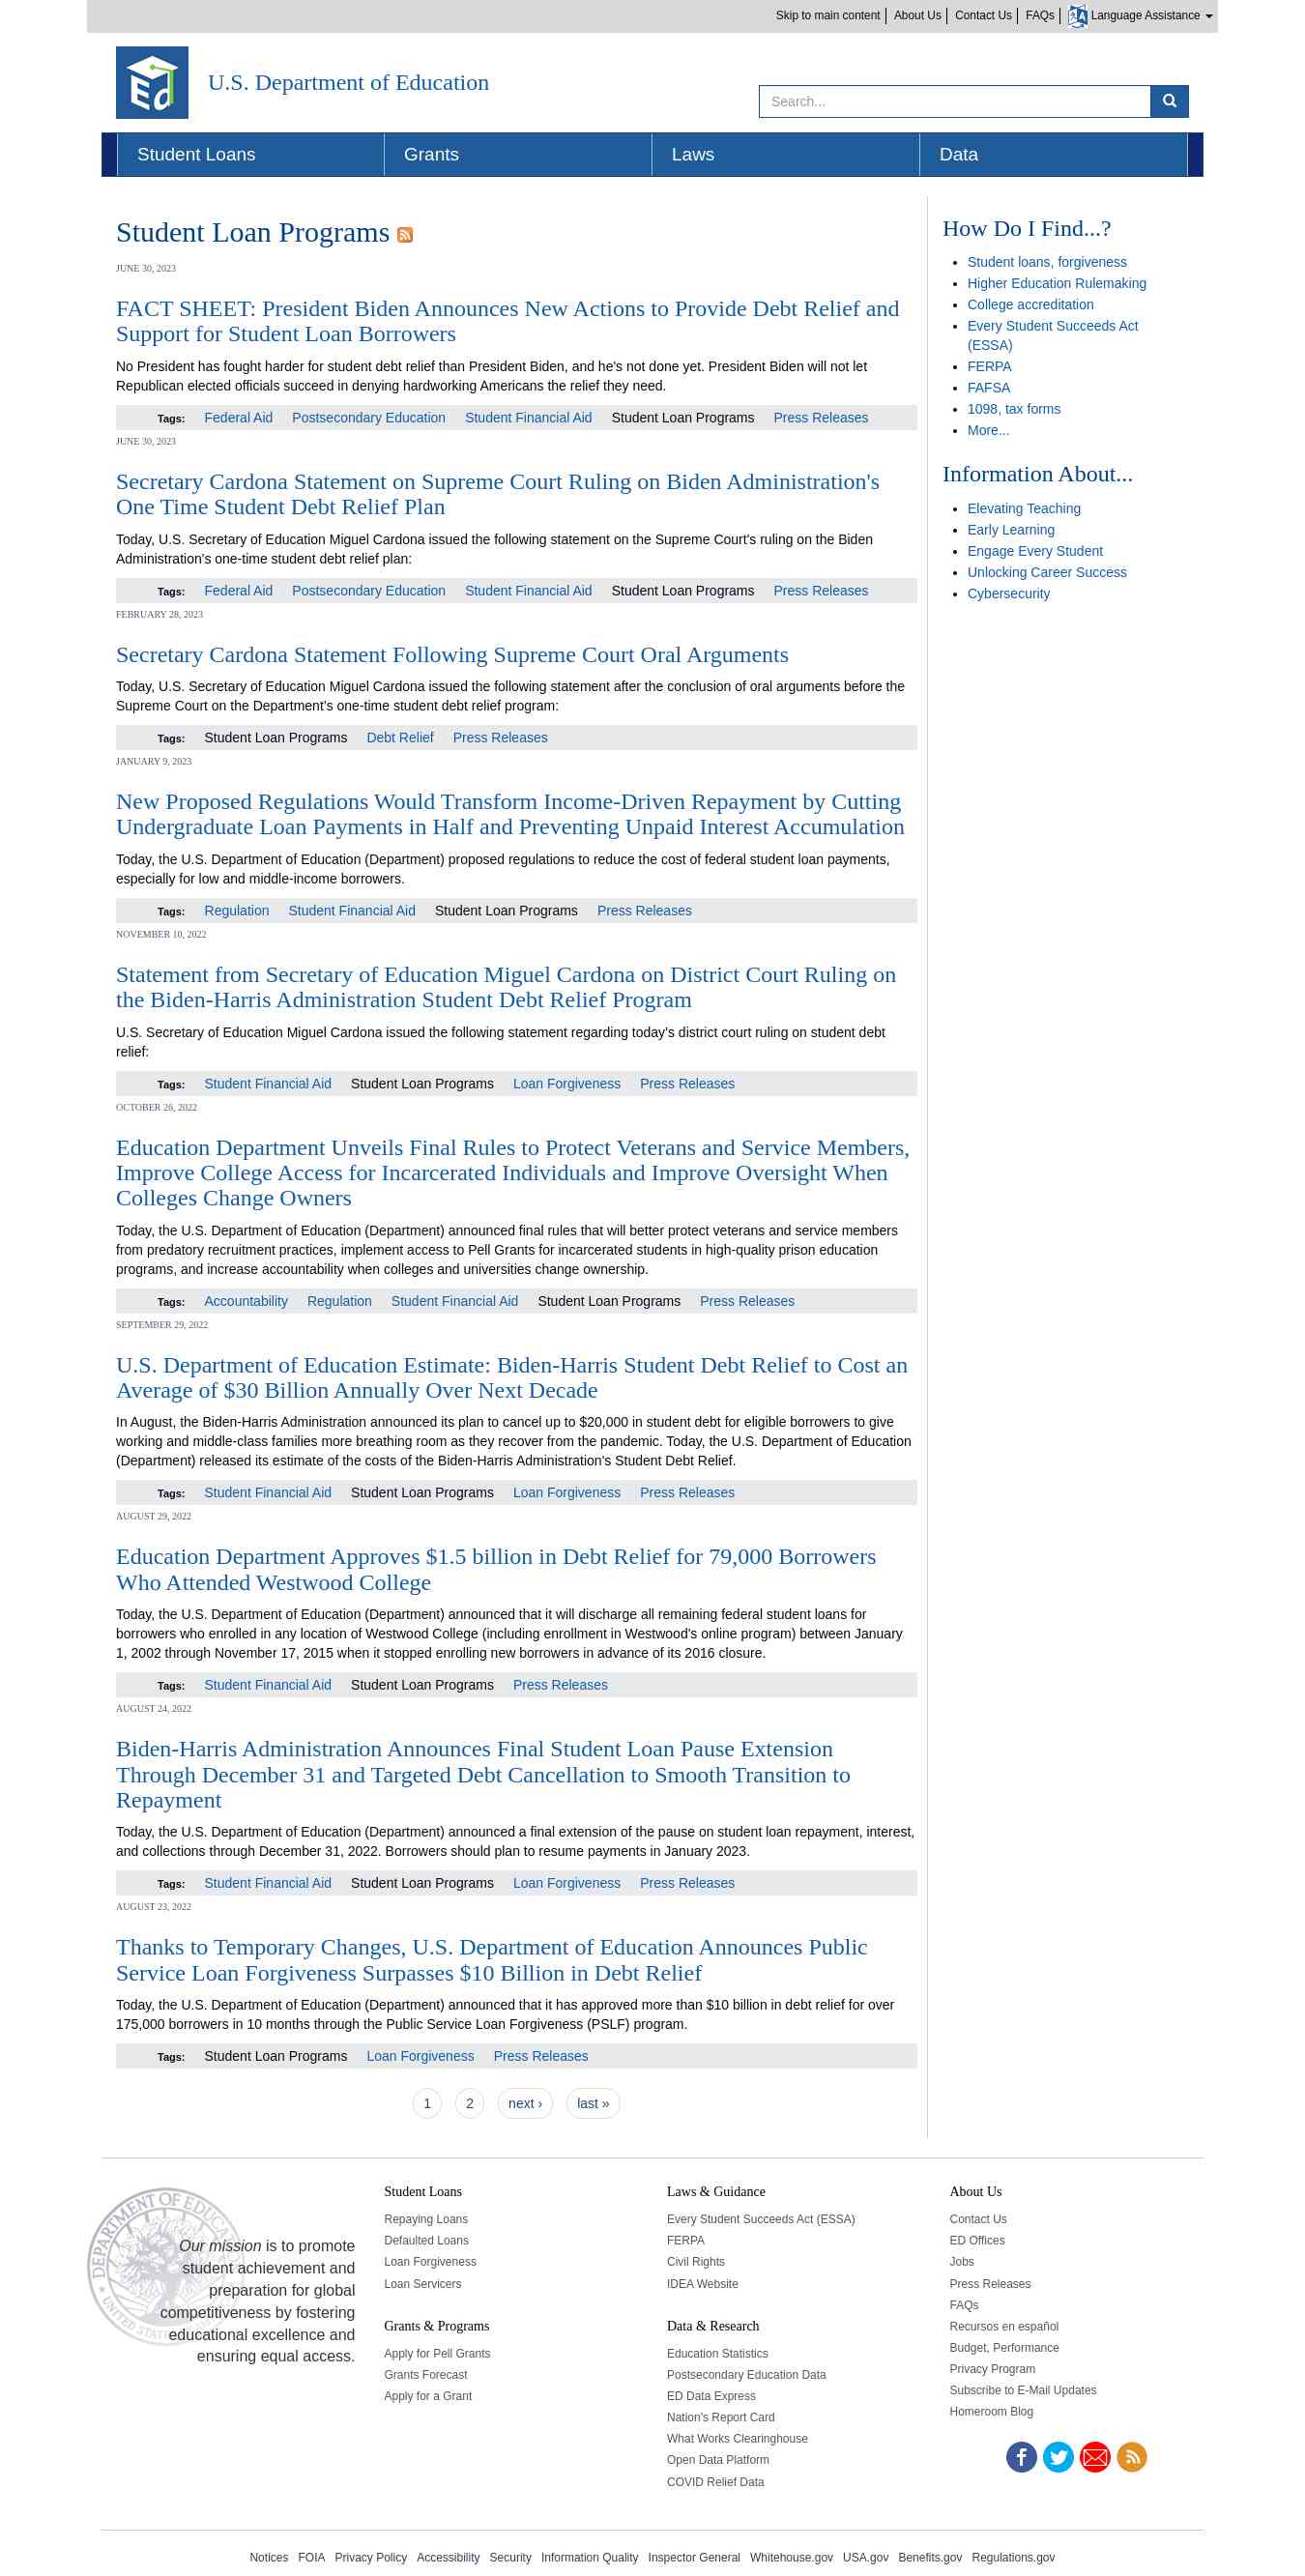 Skip to main content
About Us
Contact Us
FAQs
Language Assistance
U.S. Department of Education
Search...
Student Loans
Grants
Laws
Data
Student Loan Programs
JUNE 30, 2023
FACT SHEET: President Biden Announces New Actions to Provide Debt Relief and
Support for Student Loan Borrowers
No President has fought harder for student debt relief than President Biden, and he's not done yet. President Biden will not let
Republican elected officials succeed in denying hardworking Americans the relief they need.
Tags: Federal Aid Postsecondary Education Student Financial Aid Student Loan Programs Press Releases
JUNE 30, 2023
Secretary Cardona Statement on Supreme Court Ruling on Biden Administration's
One Time Student Debt Relief Plan
Today, U.S. Secretary of Education Miguel Cardona issued the following statement on the Supreme Court's ruling on the Biden
Administration's one-time student debt relief plan:
Tags: Federal Aid Postsecondary Education Student Financial Aid Student Loan Programs Press Releases
FEBRUARY 28, 2023
Secretary Cardona Statement Following Supreme Court Oral Arguments
Today, U.S. Secretary of Education Miguel Cardona issued the following statement after the conclusion of oral arguments before the
Supreme Court on the Department's one-time student debt relief program:
Tags: Student Loan Programs Debt Relief Press Releases
JANUARY 9, 2023
New Proposed Regulations Would Transform Income-Driven Repayment by Cutting
Undergraduate Loan Payments in Half and Preventing Unpaid Interest Accumulation
Today, the U.S. Department of Education (Department) proposed regulations to reduce the cost of federal student loan payments,
especially for low and middle-income borrowers.
Tags: Regulation Student Financial Aid Student Loan Programs Press Releases
NOVEMBER 10, 2022
Statement from Secretary of Education Miguel Cardona on District Court Ruling on
the Biden-Harris Administration Student Debt Relief Program
U.S. Secretary of Education Miguel Cardona issued the following statement regarding today's district court ruling on student debt
relief:
Tags: Student Financial Aid Student Loan Programs Loan Forgiveness Press Releases
OCTOBER 26, 2022
Education Department Unveils Final Rules to Protect Veterans and Service Members,
Improve College Access for Incarcerated Individuals and Improve Oversight When
Colleges Change Owners
Today, the U.S. Department of Education (Department) announced final rules that will better protect veterans and service members
from predatory recruitment practices, implement access to Pell Grants for incarcerated students in high-quality prison education
programs, and increase accountability when colleges and universities change ownership.
Tags: Accountability Regulation Student Financial Aid Student Loan Programs Press Releases
SEPTEMBER 29, 2022
U.S. Department of Education Estimate: Biden-Harris Student Debt Relief to Cost an
Average of $30 Billion Annually Over Next Decade
In August, the Biden-Harris Administration announced its plan to cancel up to $20,000 in student debt for eligible borrowers to give
working and middle-class families more breathing room as they recover from the pandemic. Today, the U.S. Department of Education
(Department) released its estimate of the costs of the Biden-Harris Administration's Student Debt Relief.
Tags: Student Financial Aid Student Loan Programs Loan Forgiveness Press Releases
AUGUST 29, 2022
Education Department Approves $1.5 billion in Debt Relief for 79,000 Borrowers
Who Attended Westwood College
Today, the U.S. Department of Education (Department) announced that it will discharge all remaining federal student loans for
borrowers who enrolled in any location of Westwood College (including enrollment in Westwood's online program) between January
1, 2002 through November 17, 2015 when it stopped enrolling new borrowers in advance of its 2016 closure.
Tags: Student Financial Aid Student Loan Programs Press Releases
AUGUST 24, 2022
Biden-Harris Administration Announces Final Student Loan Pause Extension
Through December 31 and Targeted Debt Cancellation to Smooth Transition to
Repayment
Today, the U.S. Department of Education (Department) announced a final extension of the pause on student loan repayment, interest,
and collections through December 31, 2022. Borrowers should plan to resume payments in January 2023.
Tags: Student Financial Aid Student Loan Programs Loan Forgiveness Press Releases
AUGUST 23, 2022
Thanks to Temporary Changes, U.S. Department of Education Announces Public
Service Loan Forgiveness Surpasses $10 Billion in Debt Relief
Today, the U.S. Department of Education (Department) announced that it has approved more than $10 billion in debt relief for over
175,000 borrowers in 10 months through the Public Service Loan Forgiveness (PSLF) program.
Tags: Student Loan Programs Loan Forgiveness Press Releases
1 2 next › last »
How Do I Find...?
Student loans, forgiveness
Higher Education Rulemaking
College accreditation
Every Student Succeeds Act
(ESSA)
FERPA
FAFSA
1098, tax forms
More...
Information About...
Elevating Teaching
Early Learning
Engage Every Student
Unlocking Career Success
Cybersecurity
Our mission is to promote
student achievement and
preparation for global
competitiveness by fostering
educational excellence and
ensuring equal access.
Student Loans
Repaying Loans
Defaulted Loans
Loan Forgiveness
Loan Servicers
Grants & Programs
Apply for Pell Grants
Grants Forecast
Apply for a Grant
Laws & Guidance
Every Student Succeeds Act (ESSA)
FERPA
Civil Rights
IDEA Website
Data & Research
Education Statistics
Postsecondary Education Data
ED Data Express
Nation's Report Card
What Works Clearinghouse
Open Data Platform
COVID Relief Data
About Us
Contact Us
ED Offices
Jobs
Press Releases
FAQs
Recursos en español
Budget, Performance
Privacy Program
Subscribe to E-Mail Updates
Homeroom Blog
Notices FOIA Privacy Policy Accessibility Security Information Quality Inspector General Whitehouse.gov USA.gov Benefits.gov Regulations.gov